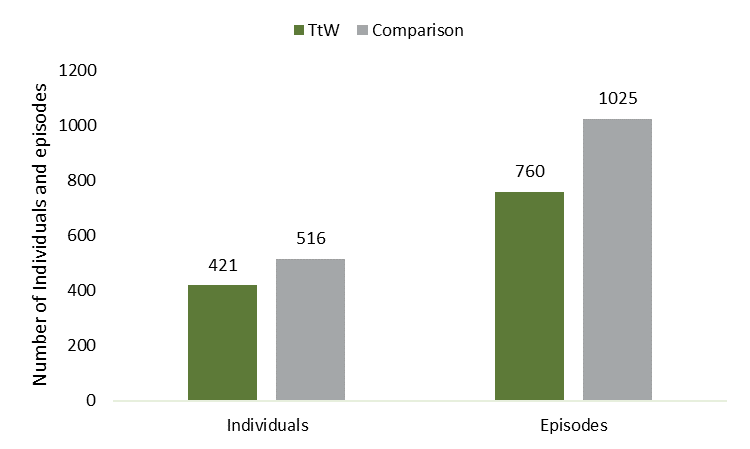 TtW Comparison
Number of Individuals and episodes
1200
1000
800
600
400
200
0
421
516
760
1025
Individuals
Episodes